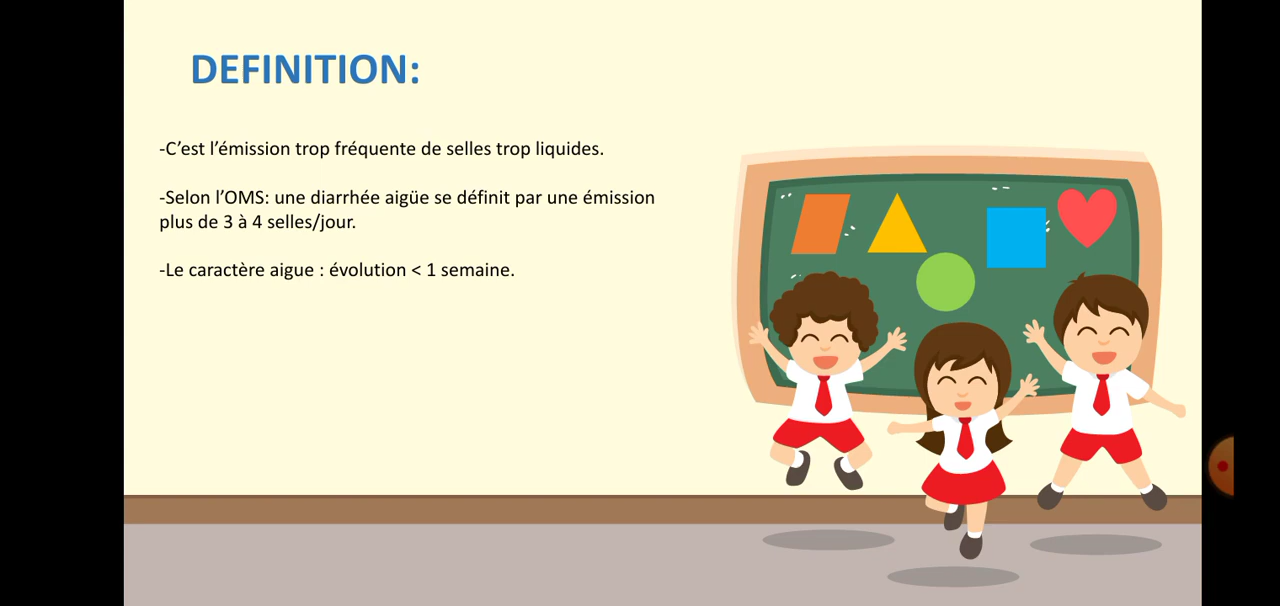 DEFINITION:
-C’est l’émission trop fréquente de selles trop liquides.
-Selon l’OMS: une diarrhée aigüe se définit par une émission
plus de 3 à 4 selles/jour.
-Le caractère aigue : évolution < 1 semaine.